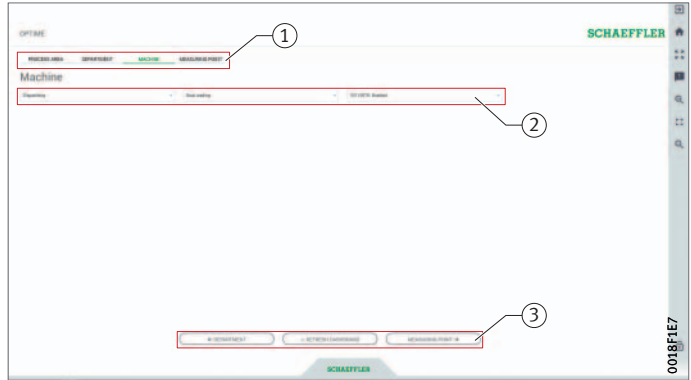 OPTIME
SCHAEFFLER
1
PROCESS AREA DEPARTMENT MACHINE MEASURING POINT
Machine
2
3
DEPARTMENT
MEASURING POINT
SCHAEFFLER
0018F1E7